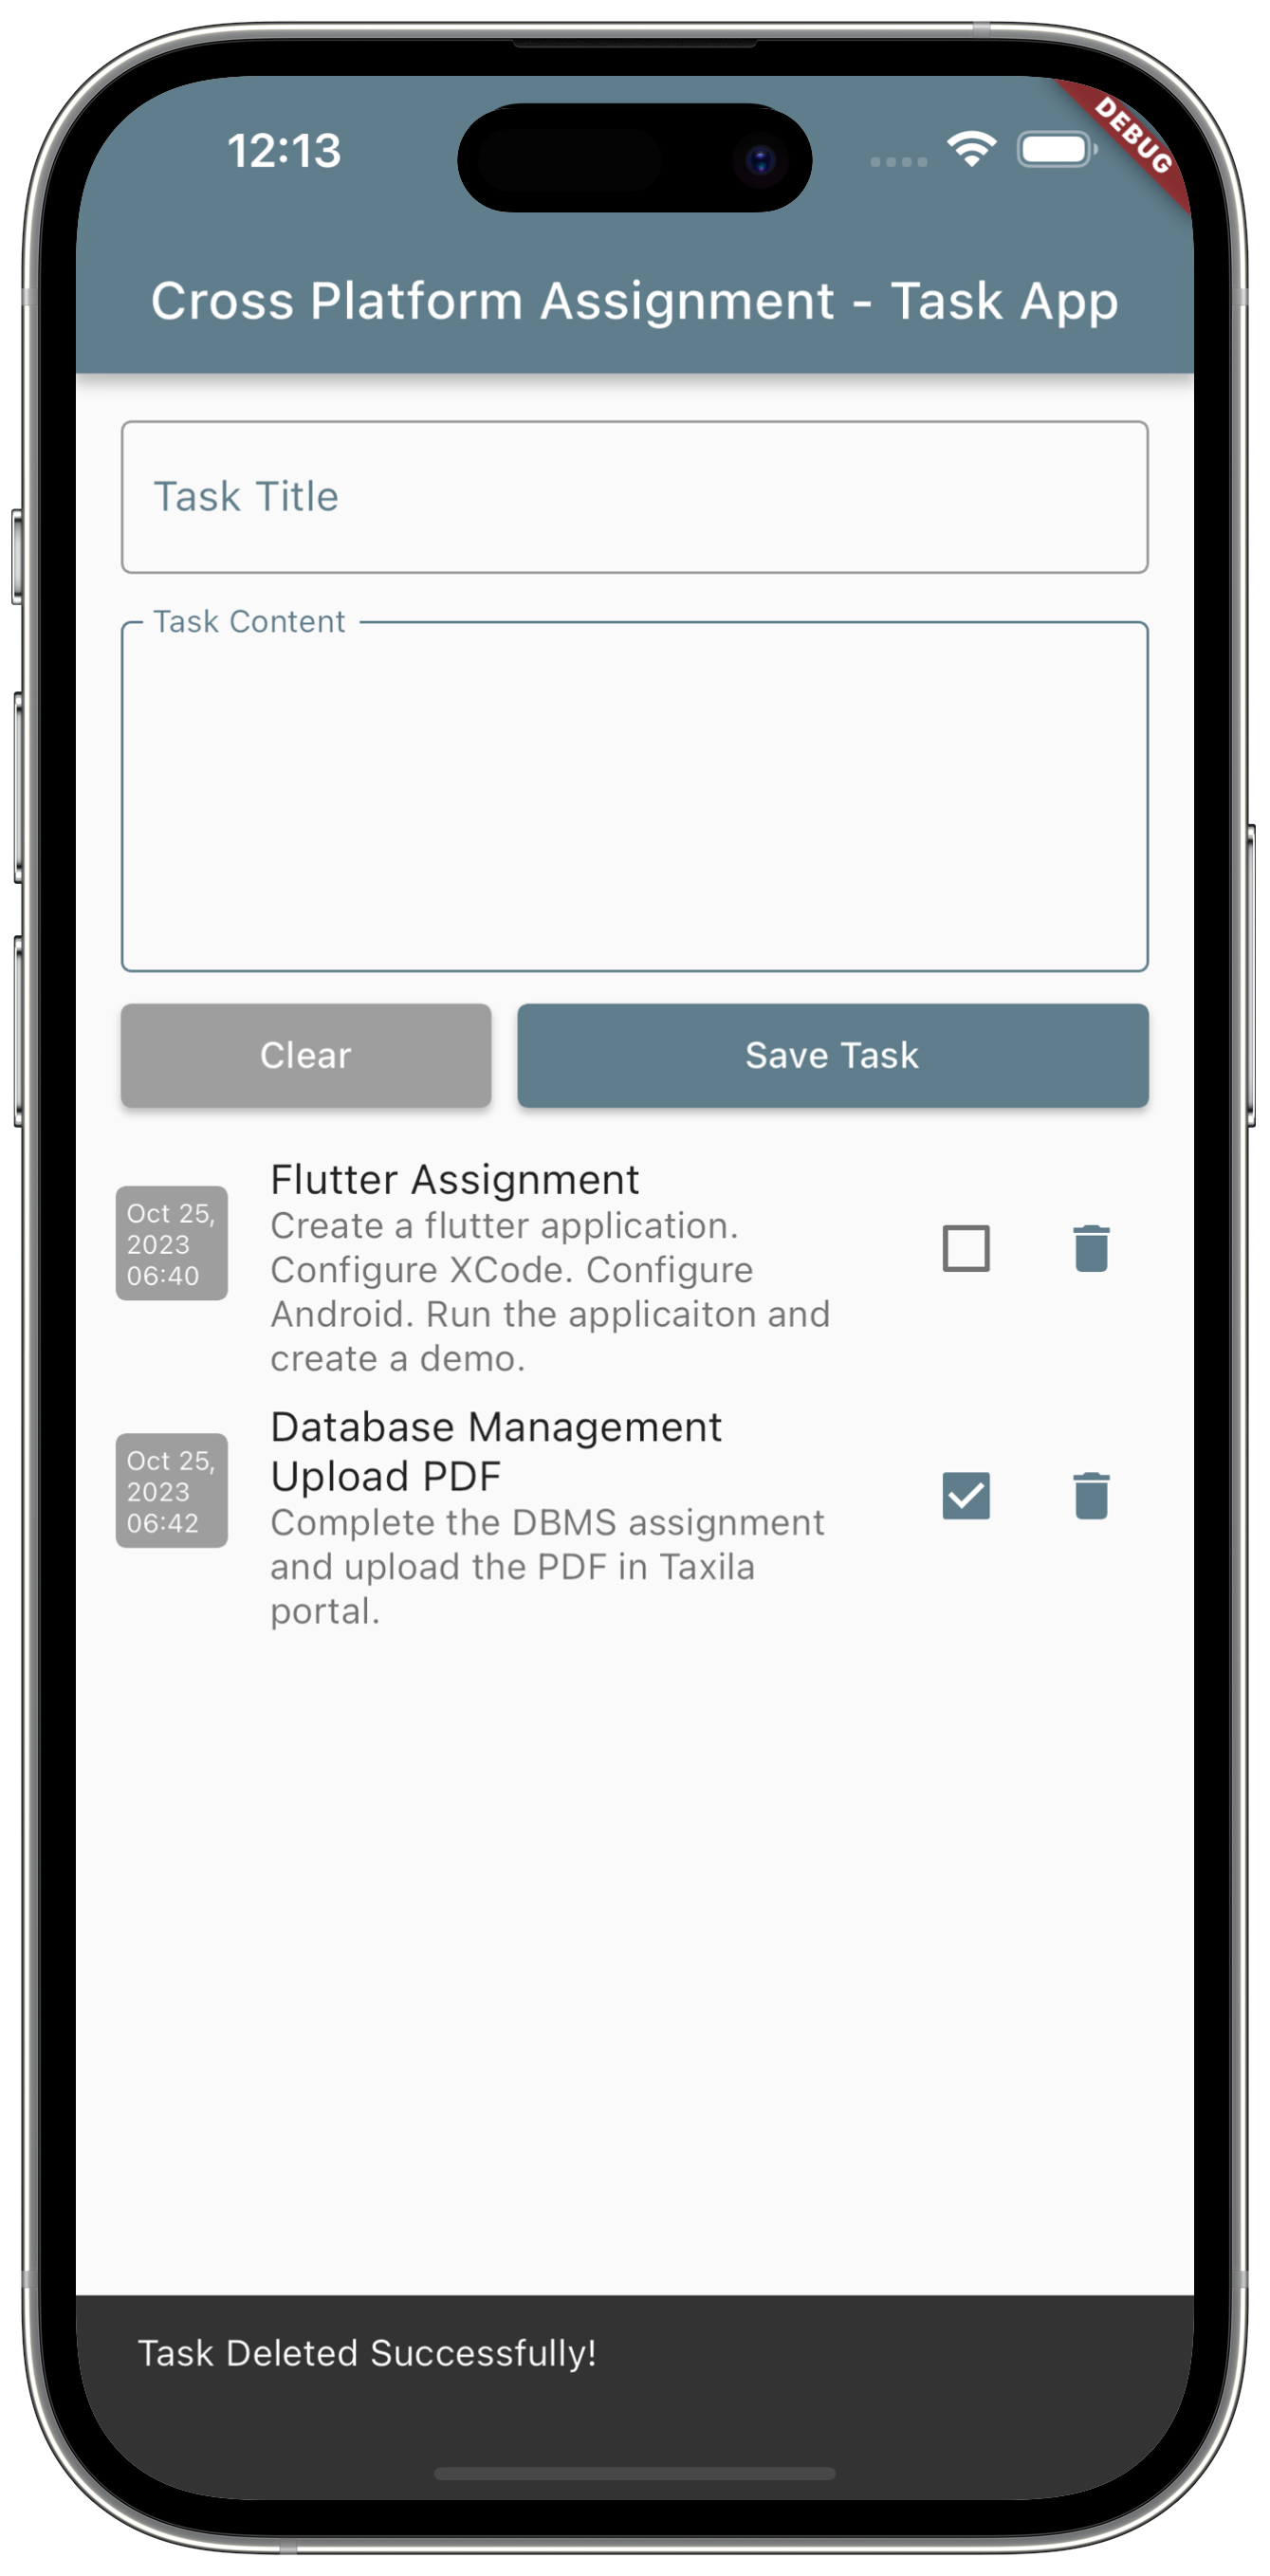 12:13
DEBUG
Cross Platform Assignment - Task App
Task Title
Task Content
Clear
Save Task
Oct 25,
2023
06:40
Flutter Assignment
Create a flutter application.
Configure XCode. Configure
Android. Run the applicaiton and
create a demo.
Oct 25,
2023
06:42
Database Management
Upload PDF
Complete the DBMS assignment
and upload the PDF in Taxila
portal.
Task Deleted Successfully!